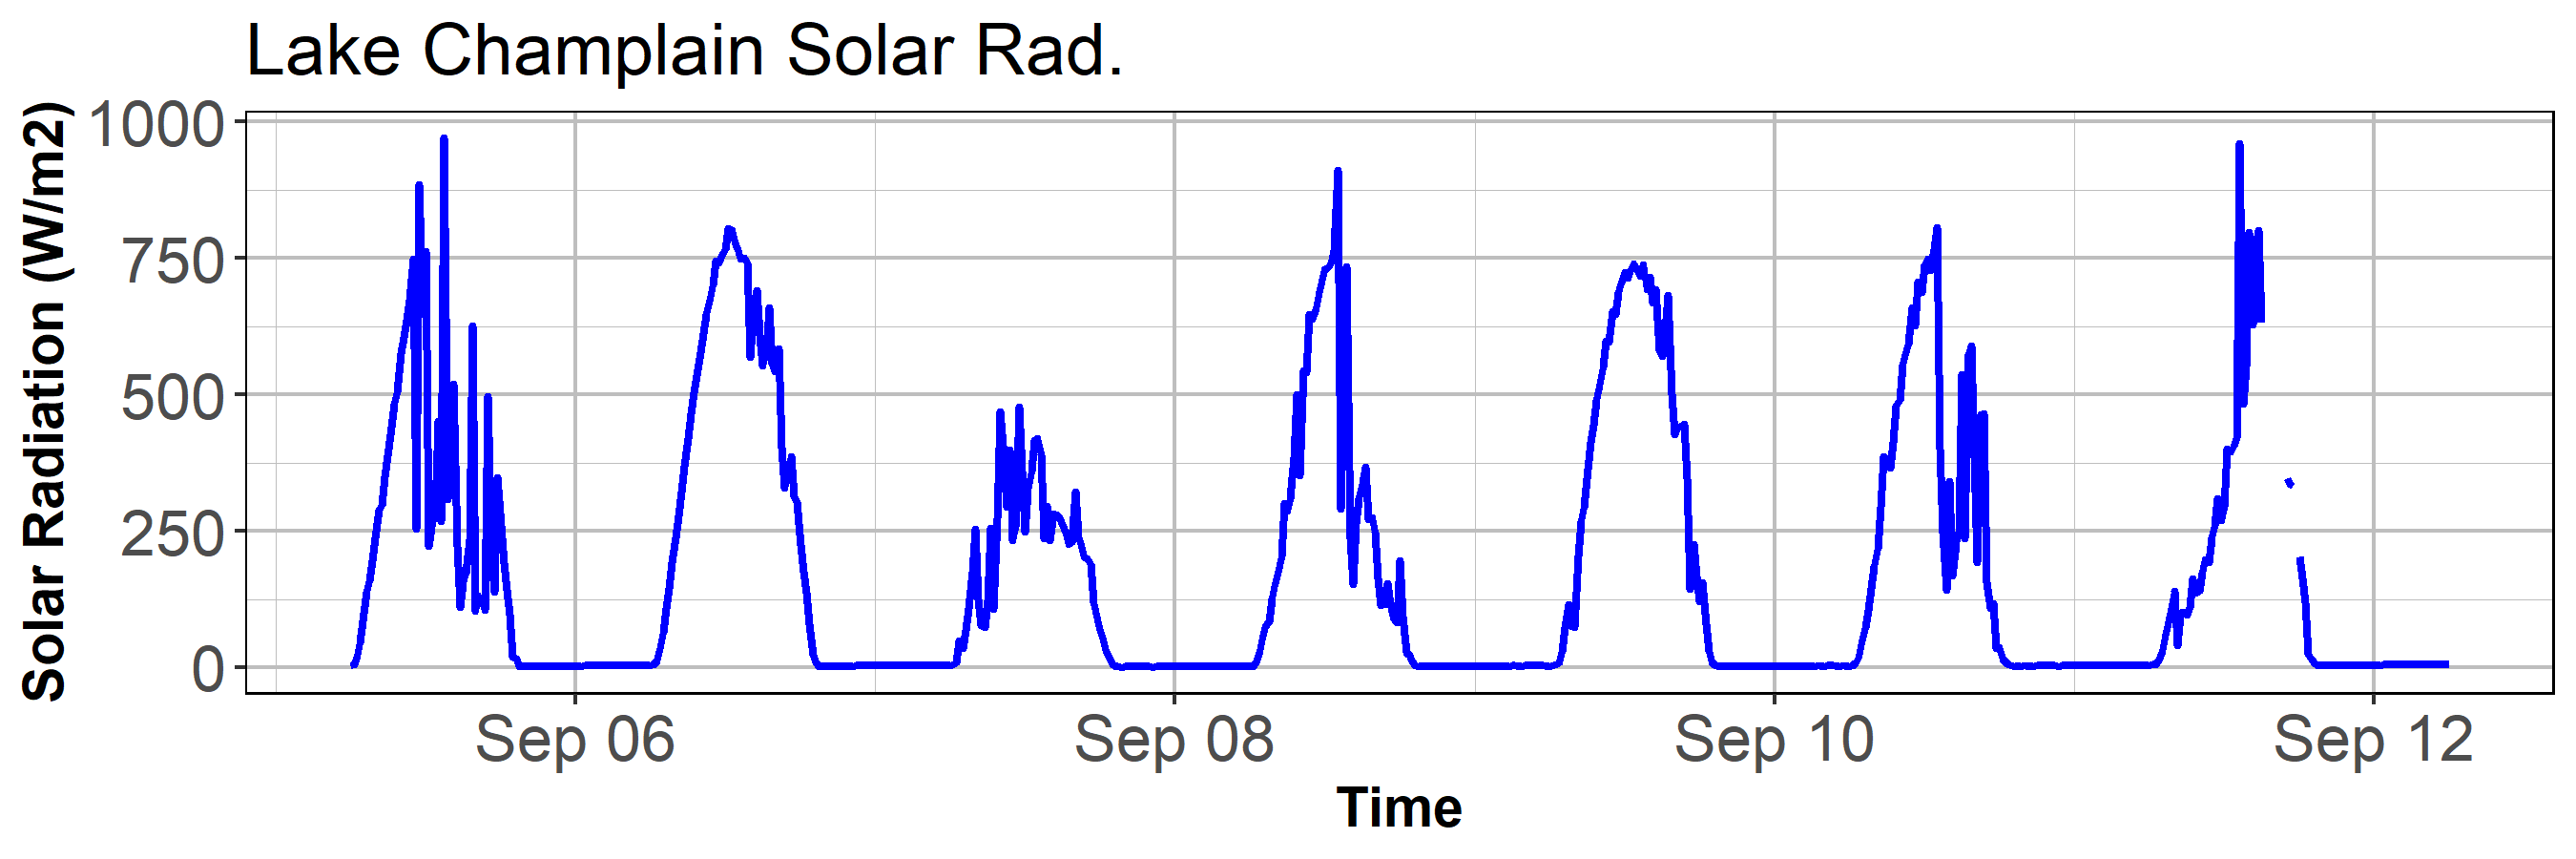 Lake Champlain Solar Rad.
Solar Radiation (W/m2)
1000
750
500
250
0
Sep 06 Sep 08 Sep 10 Sep 12
Time